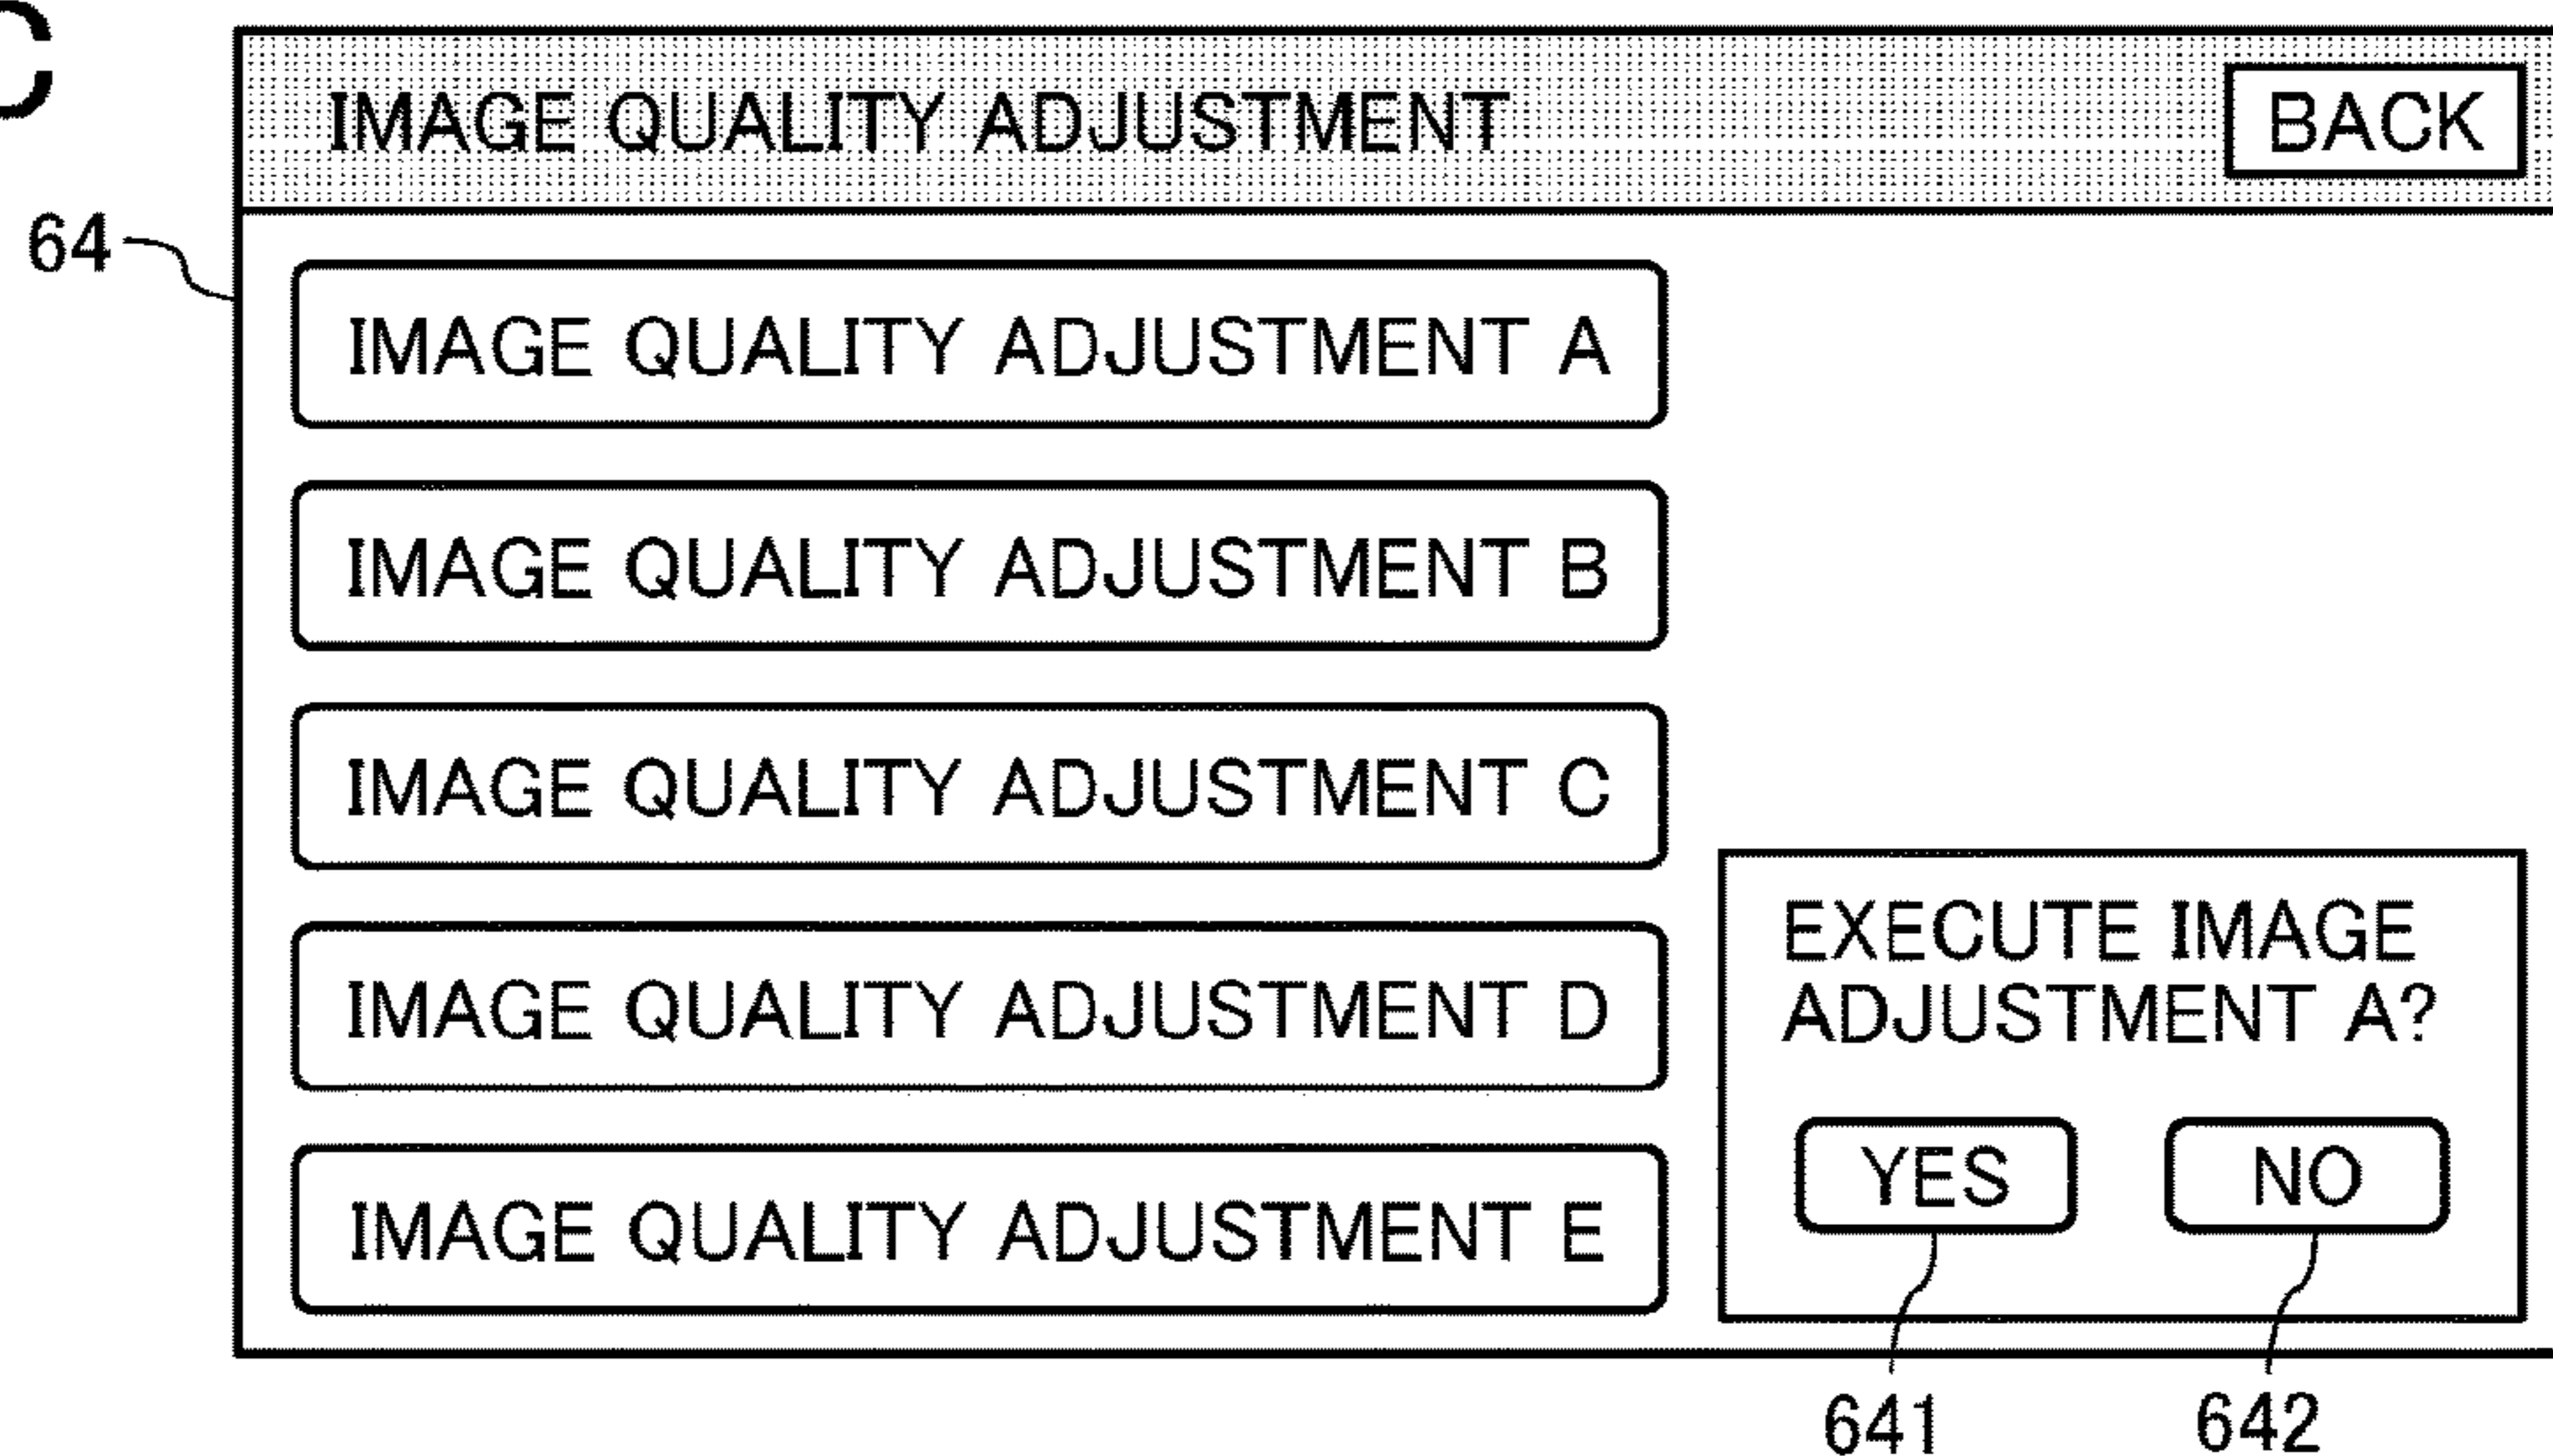 C
IMAGE QUALITY ADJUSTMENT
BACK
64
IMAGE QUALITY ADJUSTMENT A
IMAGE QUALITY ADJUSTMENT B
IMAGE QUALITY ADJUSTMENT C
IMAGE QUALITY ADJUSTMENT D
IMAGE QUALITY ADJUSTMENT E
EXECUTE IMAGE
ADJUSTMENT A?
YES
NO
641
642